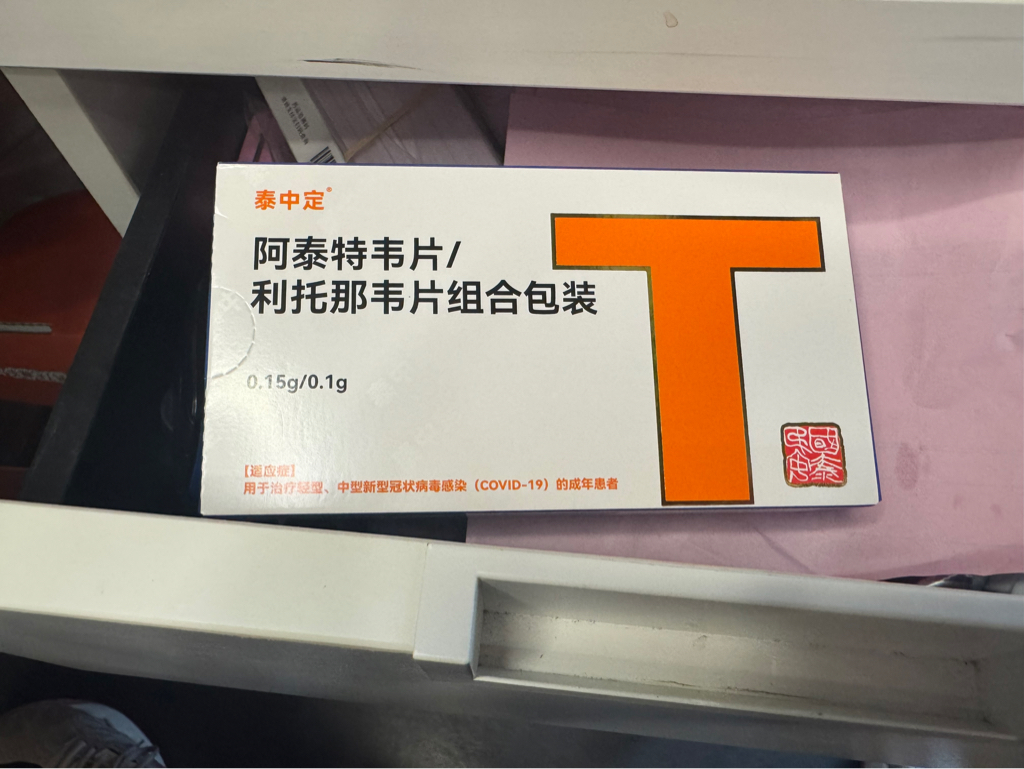 泰中定®
阿泰特韦片/
利托那韦片组合包装
0.15g/0.1g
【适应症】
用于治疗轻型、中型新型冠状病毒感染（COVID-19）的成年患者
國泰